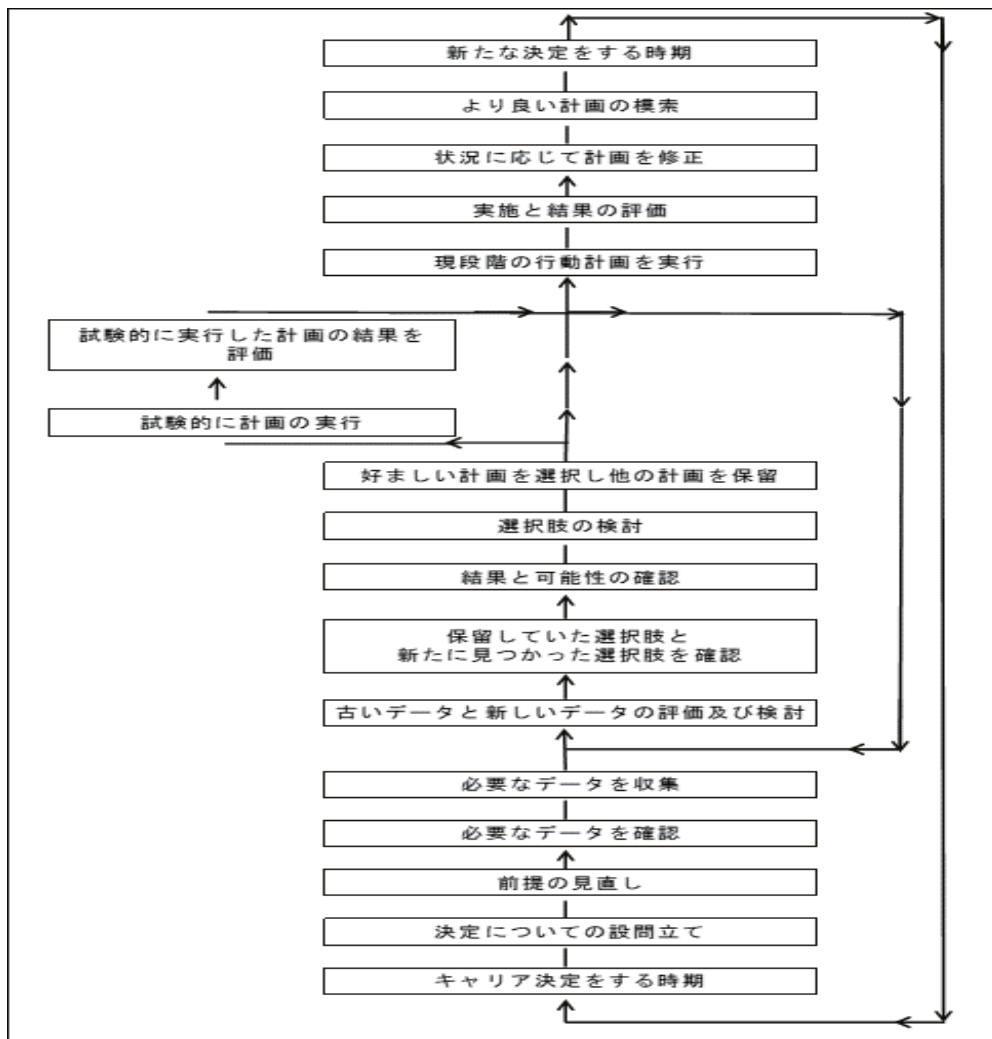 新たな決定をする時期
より良い計画の模索
状況に応じて計画を修正
実施と結果の評価
現段階の行動計画を実行
試験的に実行した計画の結果を
評価
試験的に計画の実行
好ましい計画を選択し他の計画を保留
選択肢の検討
結果と可能性の確認
保留していた選択肢と
新たに見つかった選択肢を確認
古いデータと新しいデータの評価及び検討
必要なデータを収集
必要なデータを確認
前提の見直し
決定についての設問立て
キャリア決定をする時期